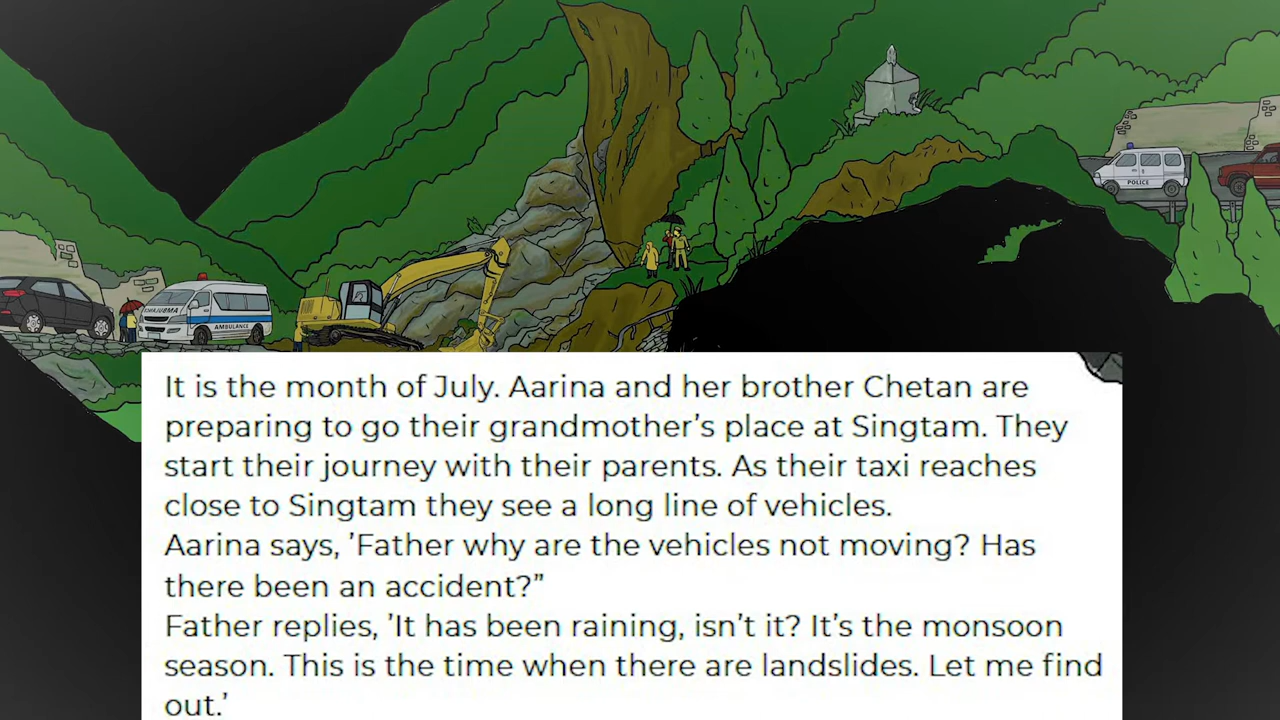 POLICE
AMBULANCE
AMBULANCE
It is the month of July. Aarina and her brother Chetan are
preparing to go their grandmother's place at Singtam. They
start their journey with their parents. As their taxi reaches
close to Singtam they see a long line of vehicles.
Aarina says, ’Father why are the vehicles not moving? Has
there been an accident?”
Father replies, ’It has been raining, isn't it? It's the monsoon
season. This is the time when there are landslides. Let me find
out.’